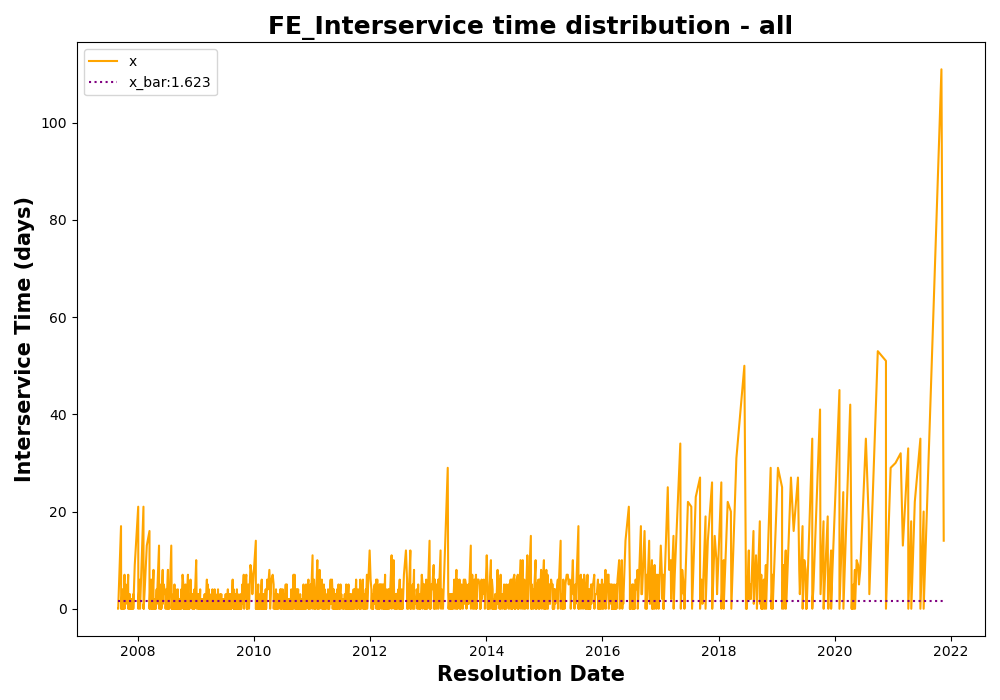 FE_Interservice time distribution - all
x
x_bar:1.623
Interservice Time (days)
100
80
60
40
20
0
2008 2010 2012 2014 2016 2018 2020 2022
Resolution Date